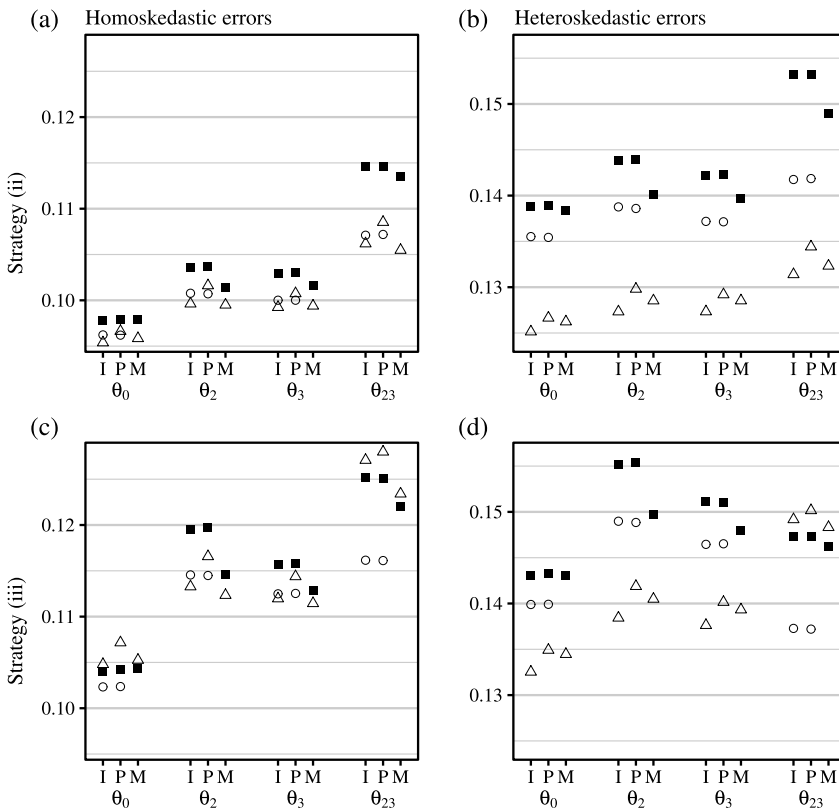 (a) Homoskedastic errors
0.12
0.11
0.10
Strategy (ii)
I P M I P M I P M I P M
θ0 θ2 θ3 θ23
(b) Heteroskedastic errors
0.15
0.14
0.13
I P M I P M I P M I P M
θ0 θ2 θ3 θ23
(c)
0.12
0.11
0.10
Strategy (iii)
I P M I P M I P M I P M
θ0 θ2 θ3 θ23
(d)
0.15
0.14
0.13
I P M I P M I P M I P M
θ0 θ2 θ3 θ23